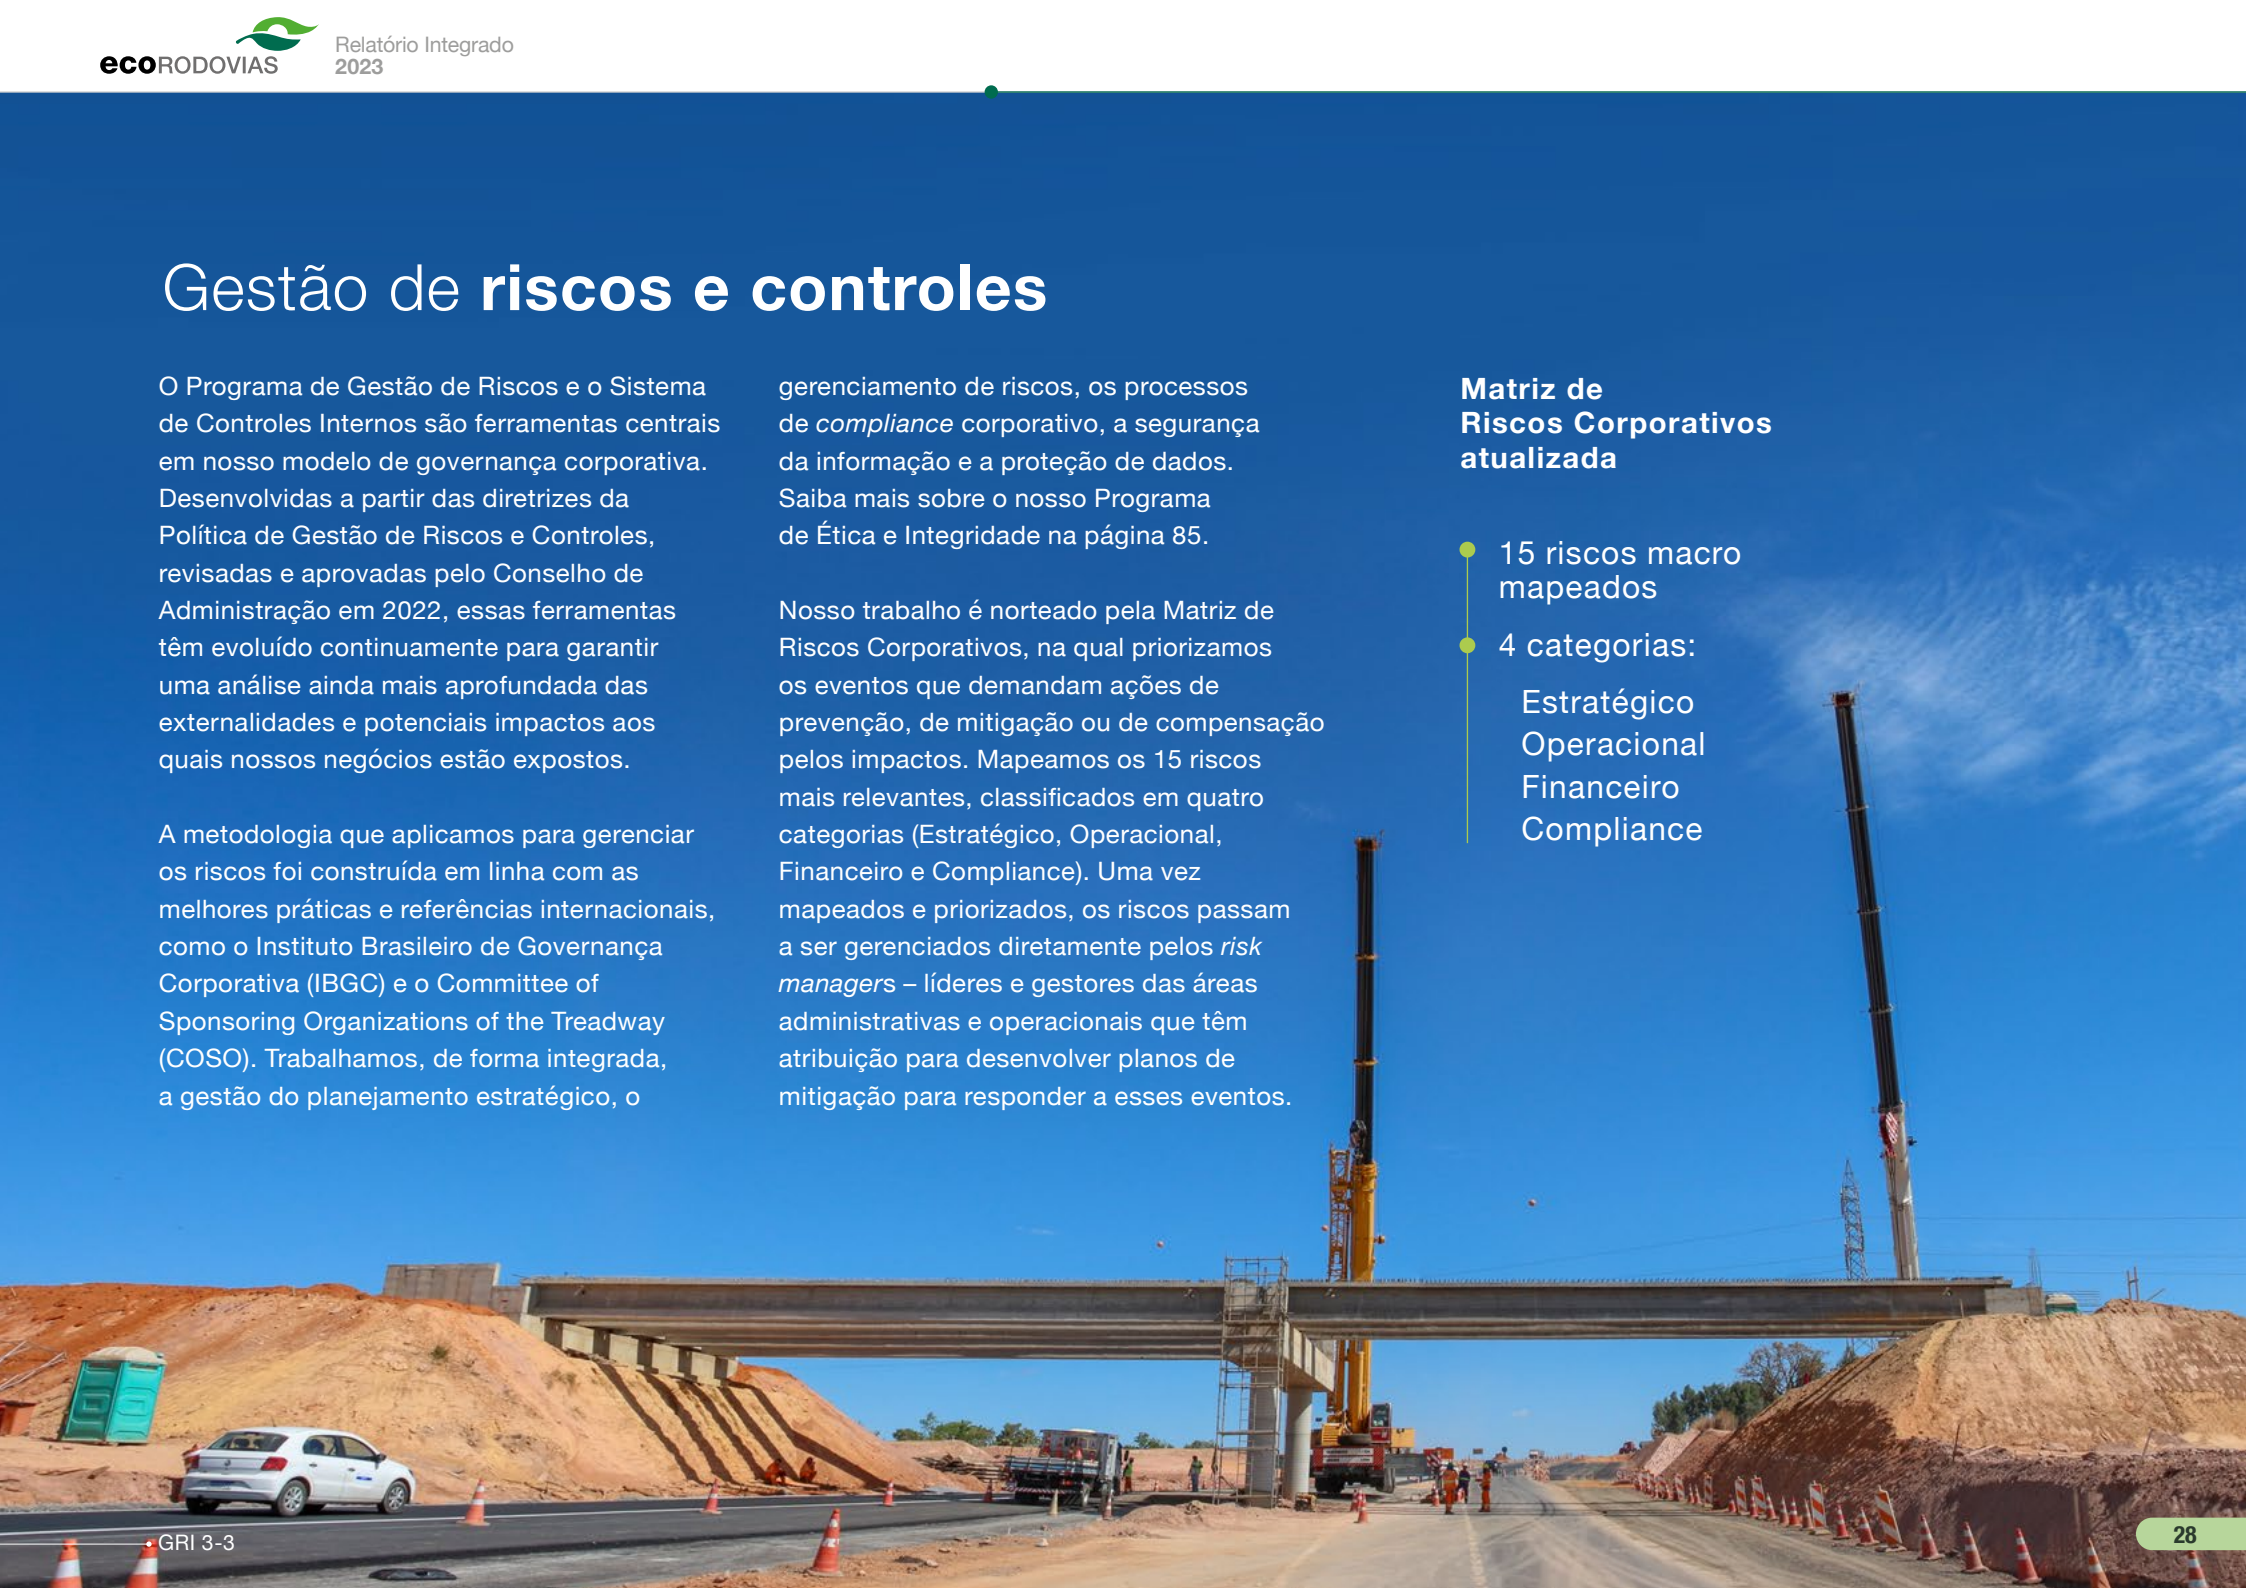 ecoRODOVIAS
Relatório Integrado
2023
Gestão de riscos e controles
O Programa de Gestão de Riscos e o Sistema
de Controles Internos são ferramentas centrais
em nosso modelo de governança corporativa.
Desenvolvidas a partir das diretrizes da
Política de Gestão de Riscos e Controles,
revisadas e aprovadas pelo Conselho de
Administração em 2022, essas ferramentas
têm evoluído continuamente para garantir
uma análise ainda mais aprofundada das
externalidades e potenciais impactos aos
quais nossos negócios estão expostos.
A metodologia que aplicamos para gerenciar
os riscos foi construída em linha com as
melhores práticas e referências internacionais,
como o Instituto Brasileiro de Governança
Corporativa (IBGC) e o Committee of
Sponsoring Organizations of the Treadway
(COSO). Trabalhamos, de forma integrada,
a gestão do planejamento estratégico, o
gerenciamento de riscos, os processos
de compliance corporativo, a segurança
da informação e a proteção de dados.
Saiba mais sobre o nosso Programa
de Ética e Integridade na página 85.
Nosso trabalho é norteado pela Matriz de
Riscos Corporativos, na qual priorizamos
os eventos que demandam ações de
prevenção, de mitigação ou de compensação
pelos impactos. Mapeamos os 15 riscos
mais relevantes, classificados em quatro
categorias (Estratégico, Operacional,
Financeiro e Compliance). Uma vez
mapeados e priorizados, os riscos passam
a ser gerenciados diretamente pelos risk
managers – líderes e gestores das áreas
administrativas e operacionais que têm
atribuição para desenvolver planos de
mitigação para responder a esses eventos.
Matriz de
Riscos Corporativos
atualizada
15 riscos macro
mapeados
4 categorias:
Estratégico
Operacional
Financeiro
Compliance
GRI 3-3
28